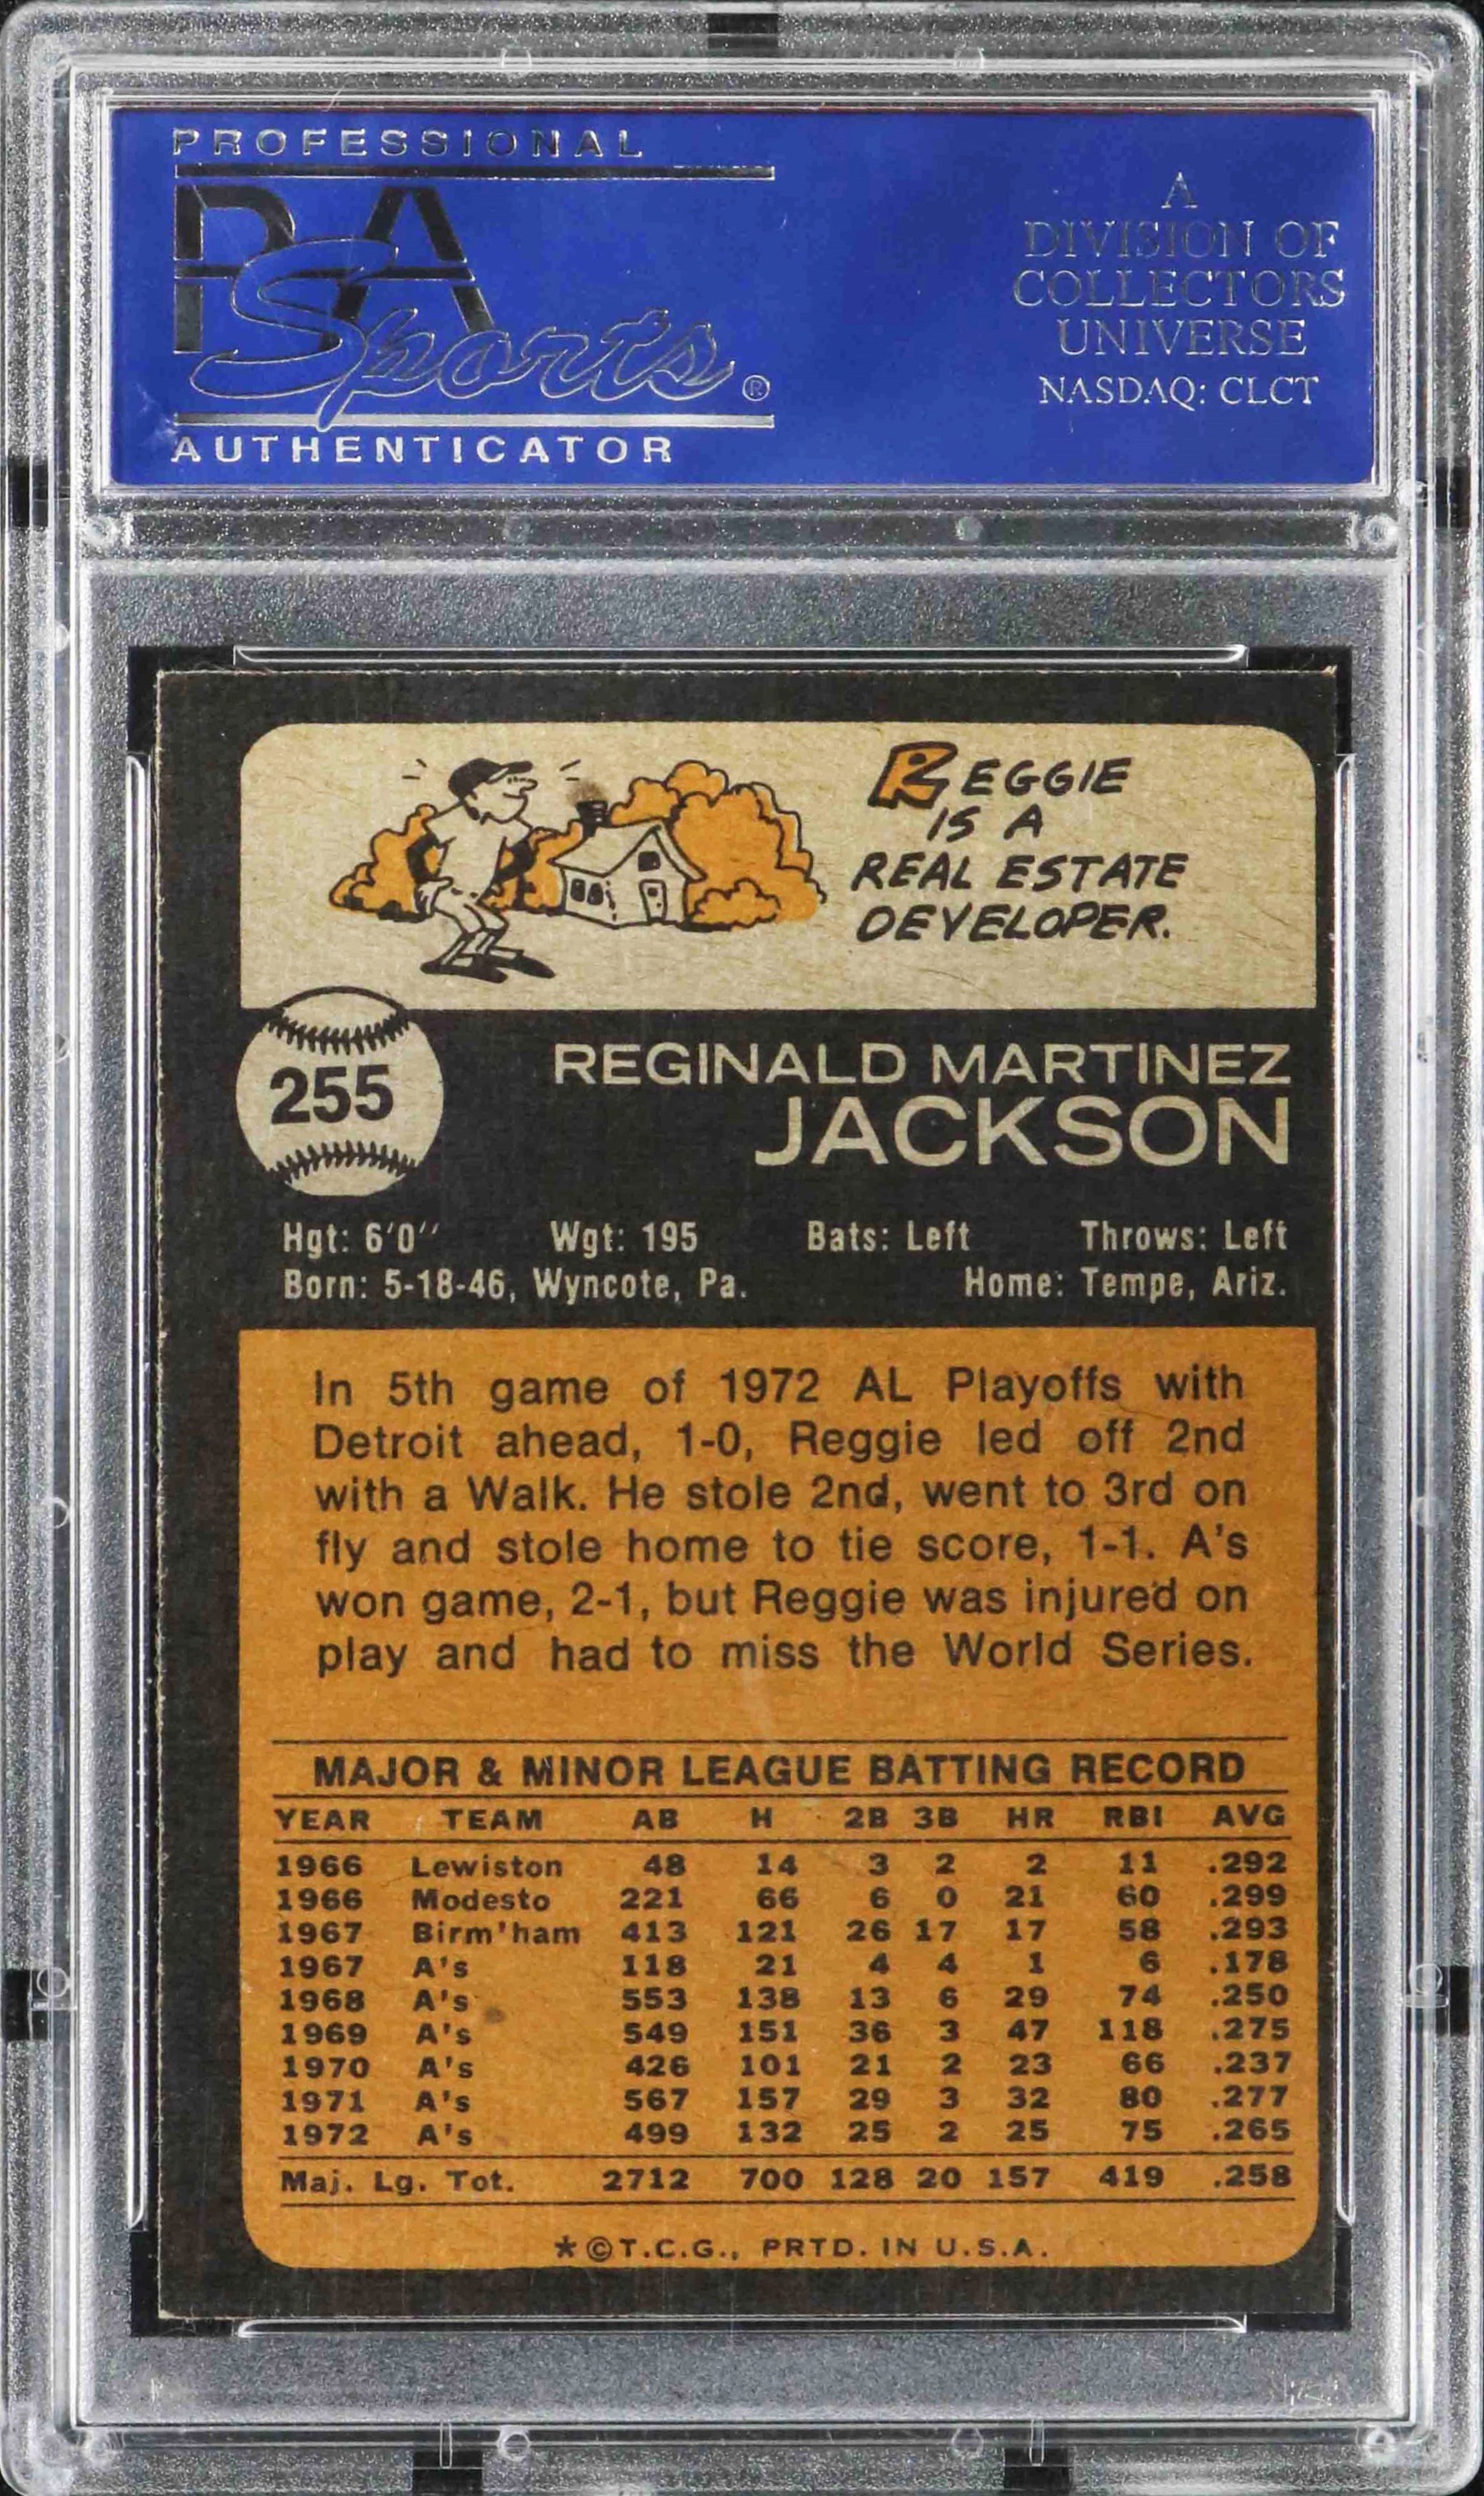 PROFESSIONAL
PSA
Sports®
AUTHENTICATOR
A
DIVISION OF
COLLECTORS
UNIVERSE
NASDAQ: CLCT
REGGIE
IS A
REAL ESTATE
DEVELOPER.
255
REGINALD MARTINEZ
JACKSON
Hgt: 6'0'' Wgt: 195 Bats: Left Throws: Left
Born: 5-18-46, Wyncote, Pa. Home: Tempe, Ariz.
In 5th game of 1972 AL Playoffs with
Detroit ahead, 1-0, Reggie led off 2nd
with a Walk. He stole 2nd, went to 3rd on
fly and stole home to tie score, 1-1. A's
won game, 2-1, but Reggie was injured on
play and had to miss the World Series.
MAJOR & MINOR LEAGUE BATTING RECORD
YEAR TEAM AB H 2B 3B HR RBI AVG
1966 Lewiston 48 14 3 2 2 11 .292
1966 Modesto 221 66 6 0 21 60 .299
1967 Birm'ham 413 121 26 17 17 58 .293
1967 A's 118 21 4 4 1 6 .178
1968 A's 553 138 13 6 29 74 .250
1969 A's 549 151 36 3 47 118 .275
1970 A's 426 101 21 2 23 66 .237
1971 A's 567 157 29 3 32 80 .277
1972 A's 499 132 25 2 25 75 .265
Maj. Lg. Tot. 2712 700 128 20 157 419 .258
*©T.C.G., PRTD. IN U.S.A.